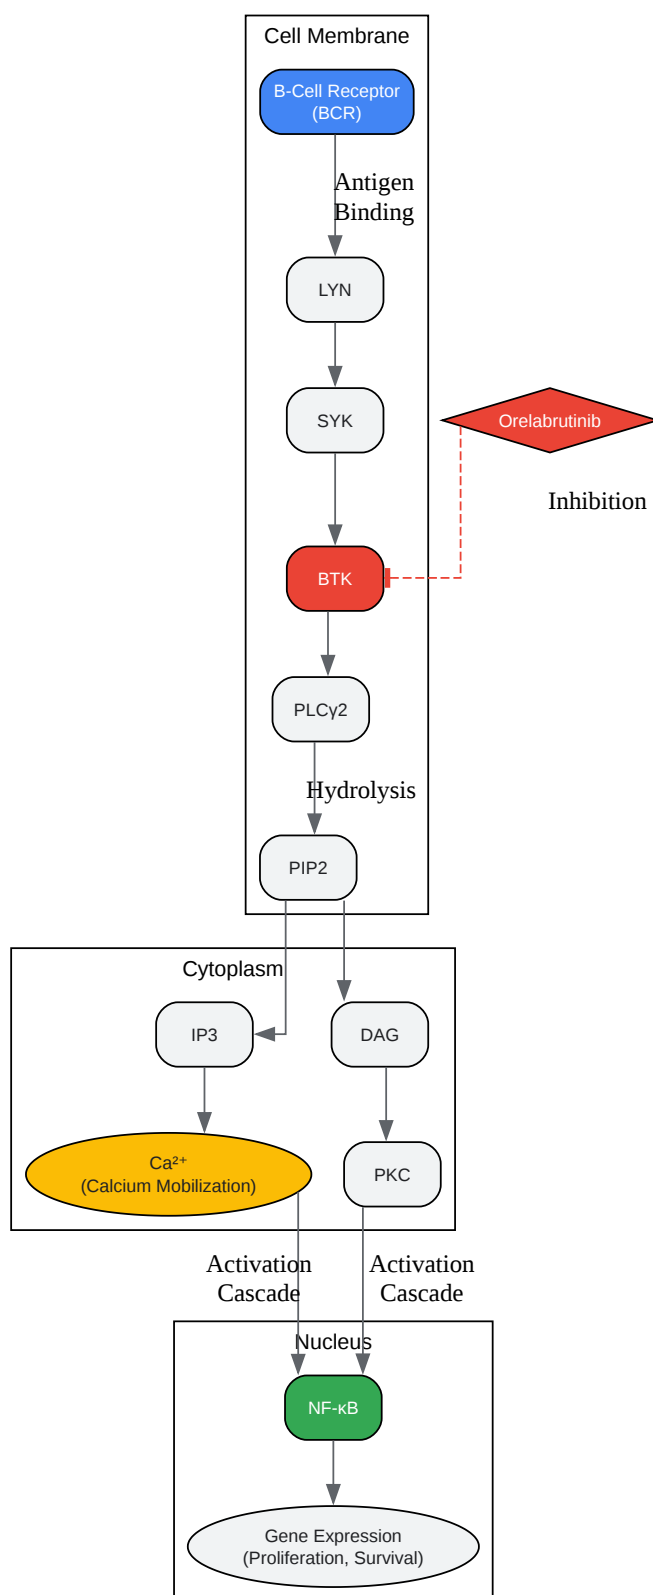 Cell Membrane
B-Cell Receptor
(BCR)
Antigen
Binding
LYN
SYK
Orelabrutinib
Inhibition
BTK
PLCγ2
Hydrolysis
PIP2
Cytoplasm
IP3
DAG
Ca²⁺
(Calcium Mobilization)
PKC
Activation
Cascade
Activation
Cascade
Nucleus
NF-κB
Gene Expression
(Proliferation, Survival)